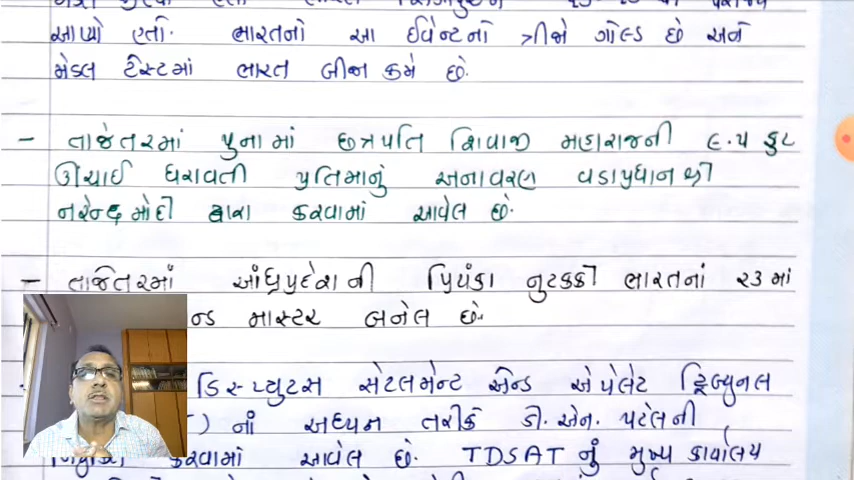 આપ્યો હતો. ભારતનો આ ઈવેન્ટનો ત્રીજો ગોલ્ડ છે અને
મેડલ ટેસ્ટમાં ભારત બીજા ક્રમે છે.
- તાજેતરમાં પુનામાં છત્રપતિ શિવાજી મહારાજની ૯.૫ ફુટ
ઊંચાઈ ધરાવતી પ્રતિમાનું અનાવરણ વડાપ્રધાન શ્રી
નરેન્દ્ર મોદી દ્વારા કરવામાં આવેલ છે.
- તાજેતરમાં આંધ્રપ્રદેશની પ્રિયંકા નુટક્કી ભારતનાં ૨૩ માં
ન્ડ માસ્ટર બનેલ છે.
ડિસ્પ્યુટસ સેટલમેન્ટ એન્ડ એપેલેટ ટ્રિબ્યુનલ
) નાં અધ્યક્ષ તરીકે ડી. એન. પટેલની
કરવામાં આવેલ છે. TDSAT નું મુખ્ય કાર્યાલય